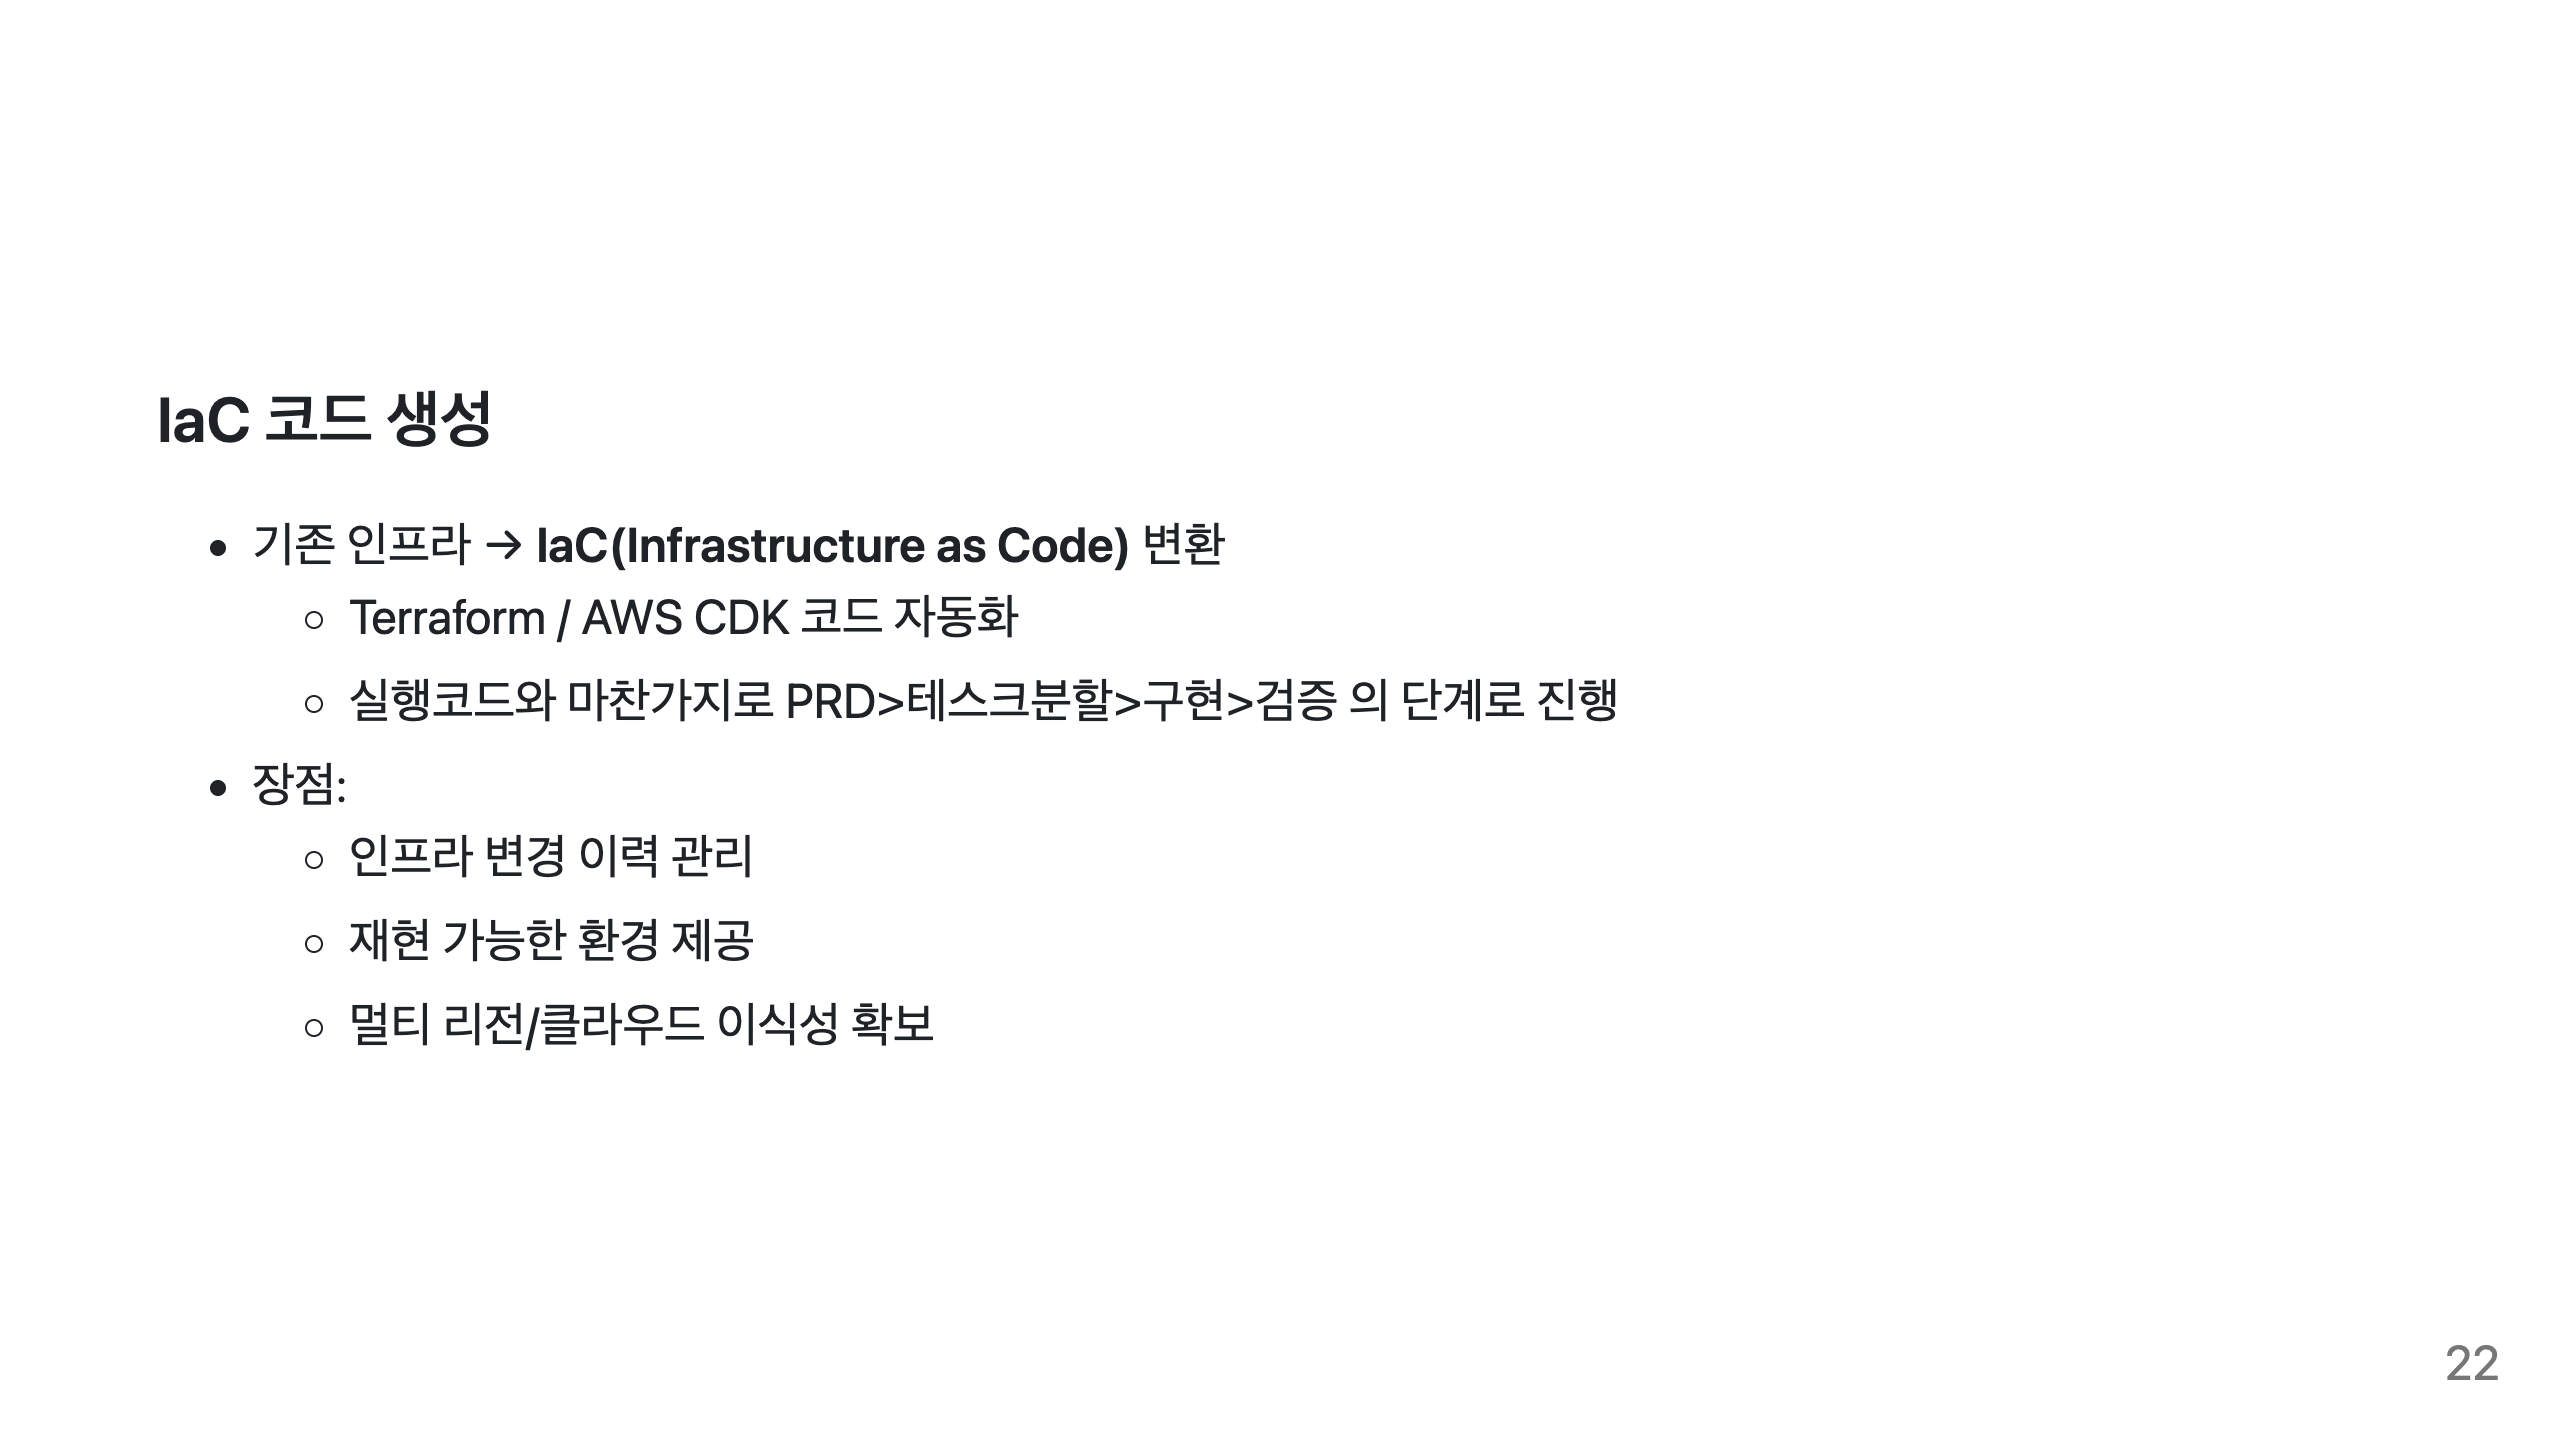 IaC 코드 생성
기존 인프라 → IaC(Infrastructure as Code) 변환
Terraform / AWS CDK 코드 자동화
실행코드와 마찬가지로 PRD>테스크분할>구현>검증 의 단계로 진행
장점:
인프라 변경 이력 관리
재현 가능한 환경 제공
멀티 리전/클라우드 이식성 확보
22